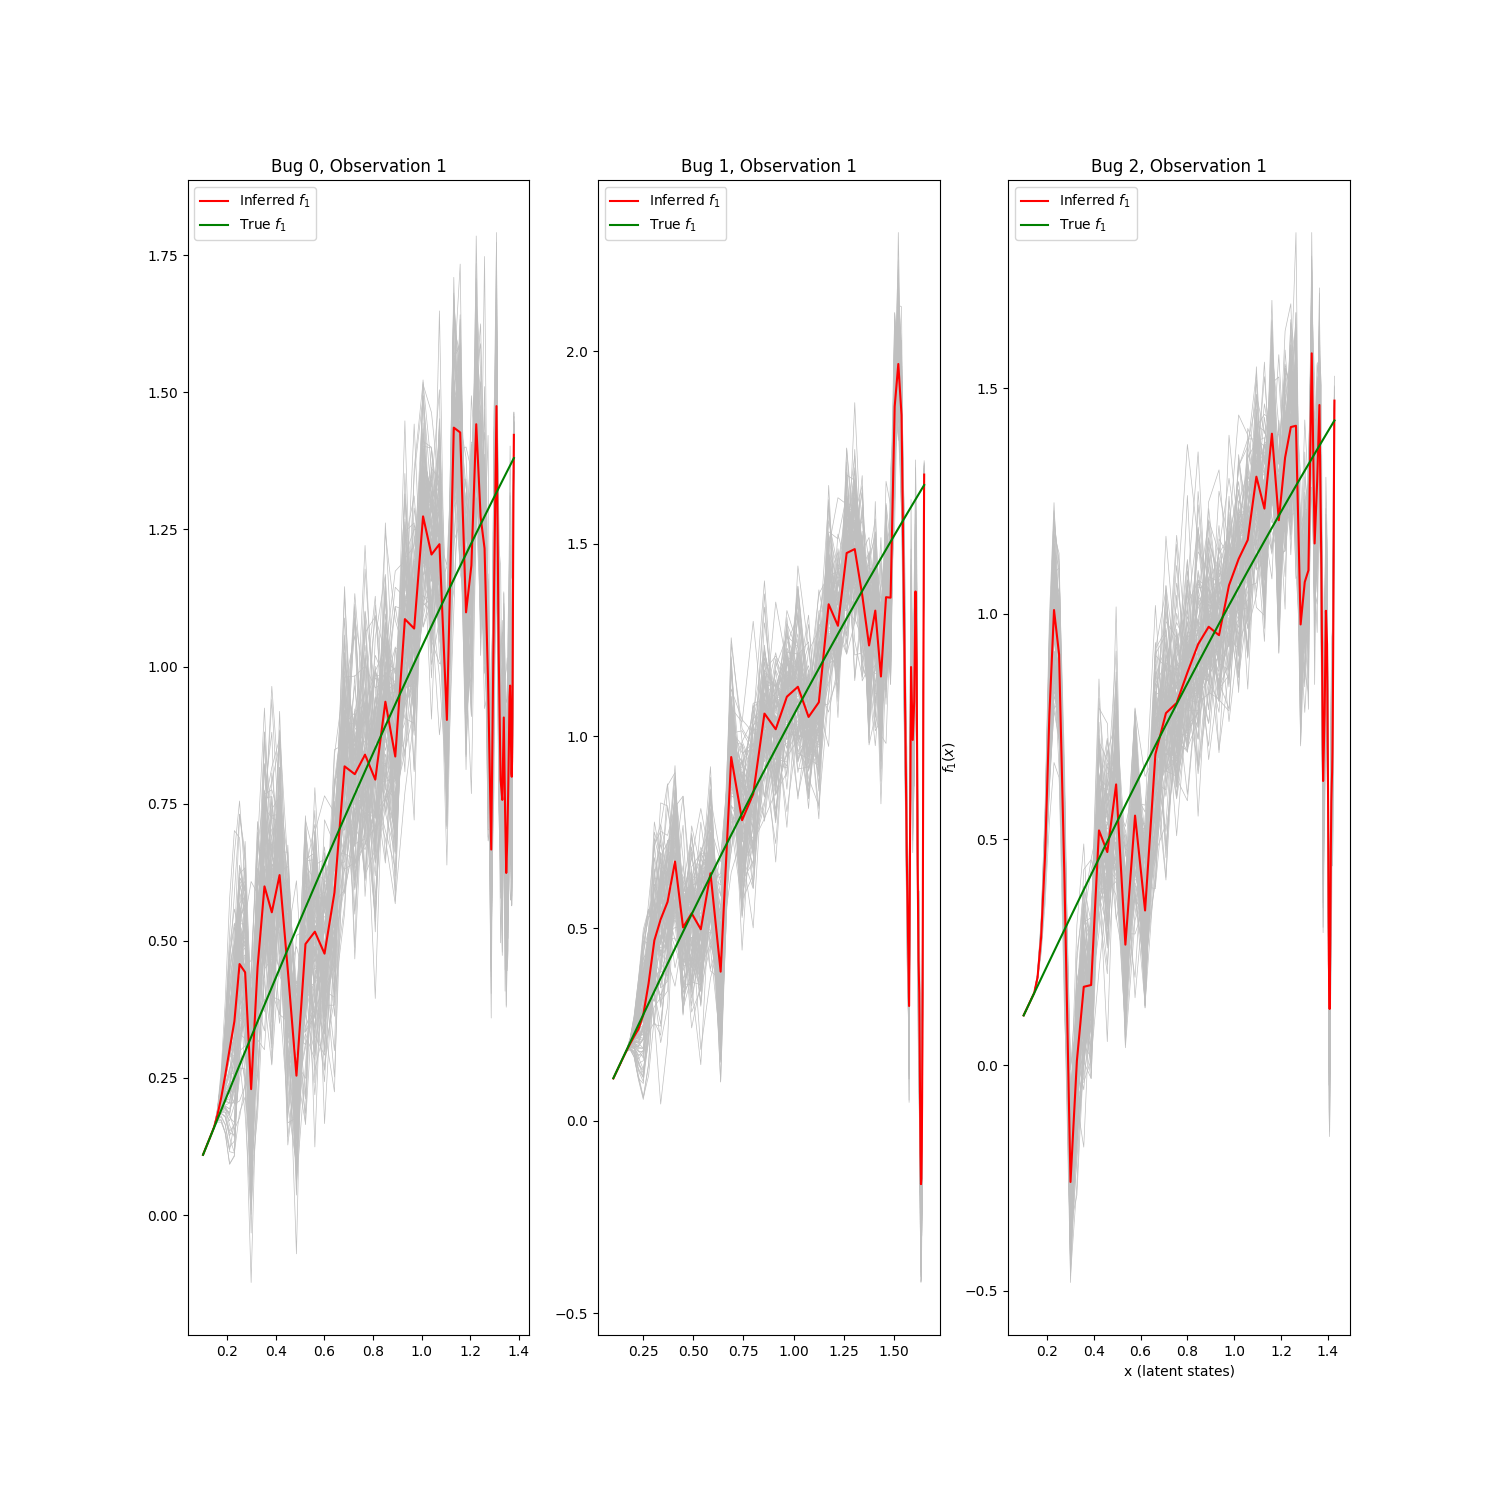 Bug 0, Observation 1
Inferred f₁
True f₁
1.75
1.50
1.25
1.00
0.75
0.50
0.25
0.00
0.2 0.4 0.6 0.8 1.0 1.2 1.4
Bug 1, Observation 1
Inferred f₁
True f₁
2.0
1.5
1.0
0.5
0.0
−0.5
0.25 0.50 0.75 1.00 1.25 1.50
Bug 2, Observation 1
Inferred f₁
True f₁
f₁(x)
1.5
1.0
0.5
0.0
−0.5
0.2 0.4 0.6 0.8 1.0 1.2 1.4
x (latent states)